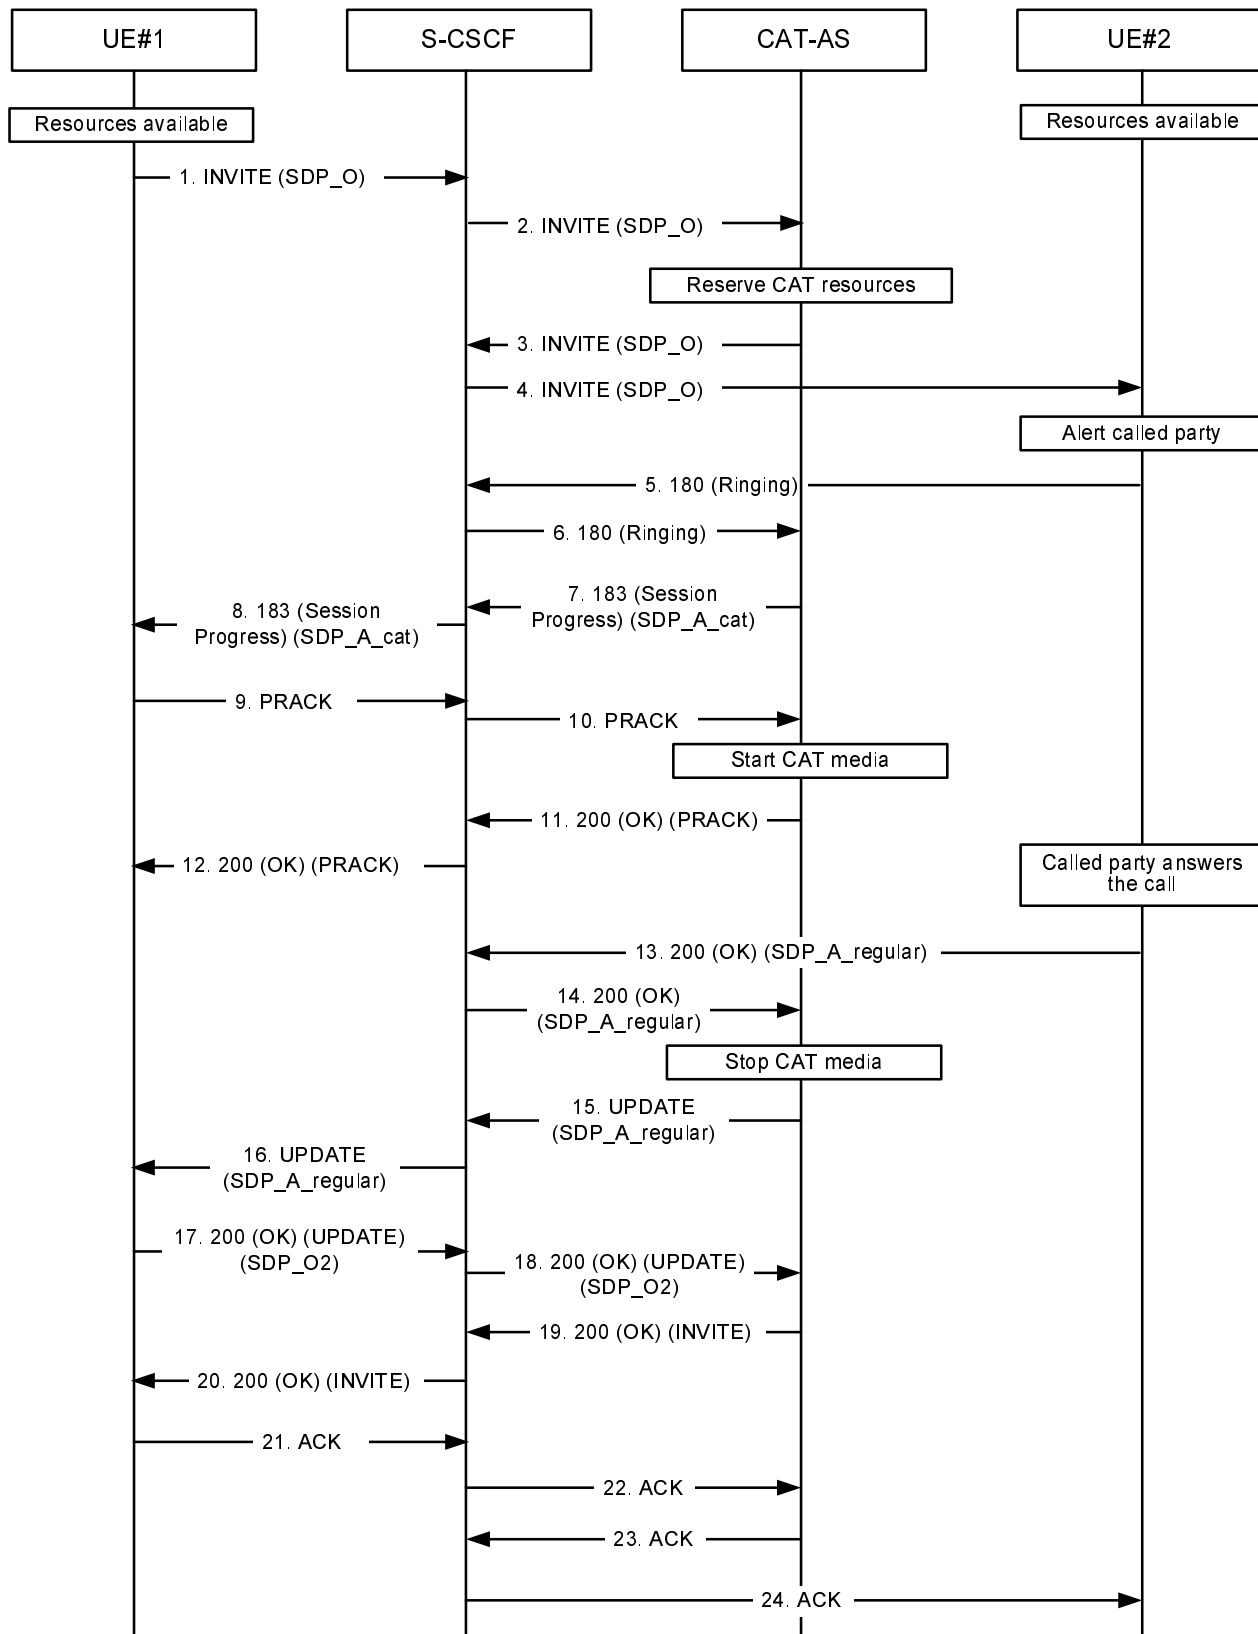 UE#1
S-CSCF
CAT-AS
UE#2
Resources available
Resources available
1. INVITE (SDP_O)
2. INVITE (SDP_O)
Reserve CAT resources
3. INVITE (SDP_O)
4. INVITE (SDP_O)
Alert called party
5. 180 (Ringing)
6. 180 (Ringing)
7. 183 (Session
Progress) (SDP_A_cat)
8. 183 (Session
Progress) (SDP_A_cat)
9. PRACK
10. PRACK
Start CAT media
11. 200 (OK) (PRACK)
12. 200 (OK) (PRACK)
Called party answers
the call
13. 200 (OK) (SDP_A_regular)
14. 200 (OK)
(SDP_A_regular)
Stop CAT media
15. UPDATE
(SDP_A_regular)
16. UPDATE
(SDP_A_regular)
17. 200 (OK) (UPDATE)
(SDP_O2)
18. 200 (OK) (UPDATE)
(SDP_O2)
19. 200 (OK) (INVITE)
20. 200 (OK) (INVITE)
21. ACK
22. ACK
23. ACK
24. ACK